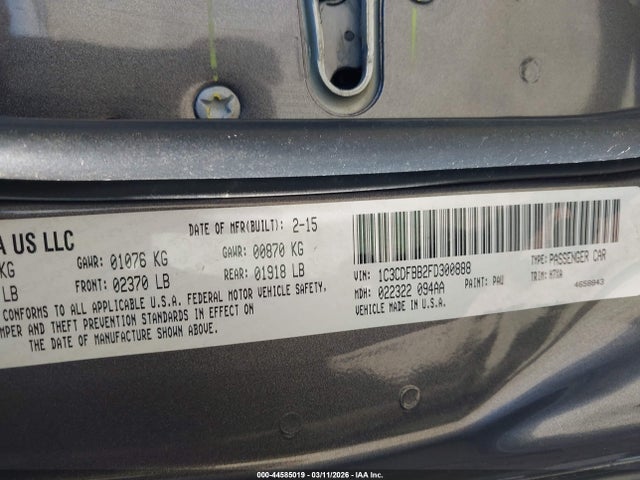 A US LLC
DATE OF MFR(BUILT): 2-15
KG GAWR: 01076 KG GAWR: 00870 KG
LB FRONT: 02370 LB REAR: 01918 LB
CONFORMS TO ALL APPLICABLE U.S.A. FEDERAL MOTOR VEHICLE SAFETY,
MPER AND THEFT PREVENTION STANDARDS IN EFFECT ON
THE DATE OF MANUFACTURE SHOWN ABOVE.
VIN: 1C3CDFBB2FD300888 TYPE: PASSENGER CAR
MDH: 022322 094AA PAINT: PAU TRIM:
VEHICLE MADE IN U.S.A. 4658843
000-44585019 - 03/11/2026 - IAA Inc.